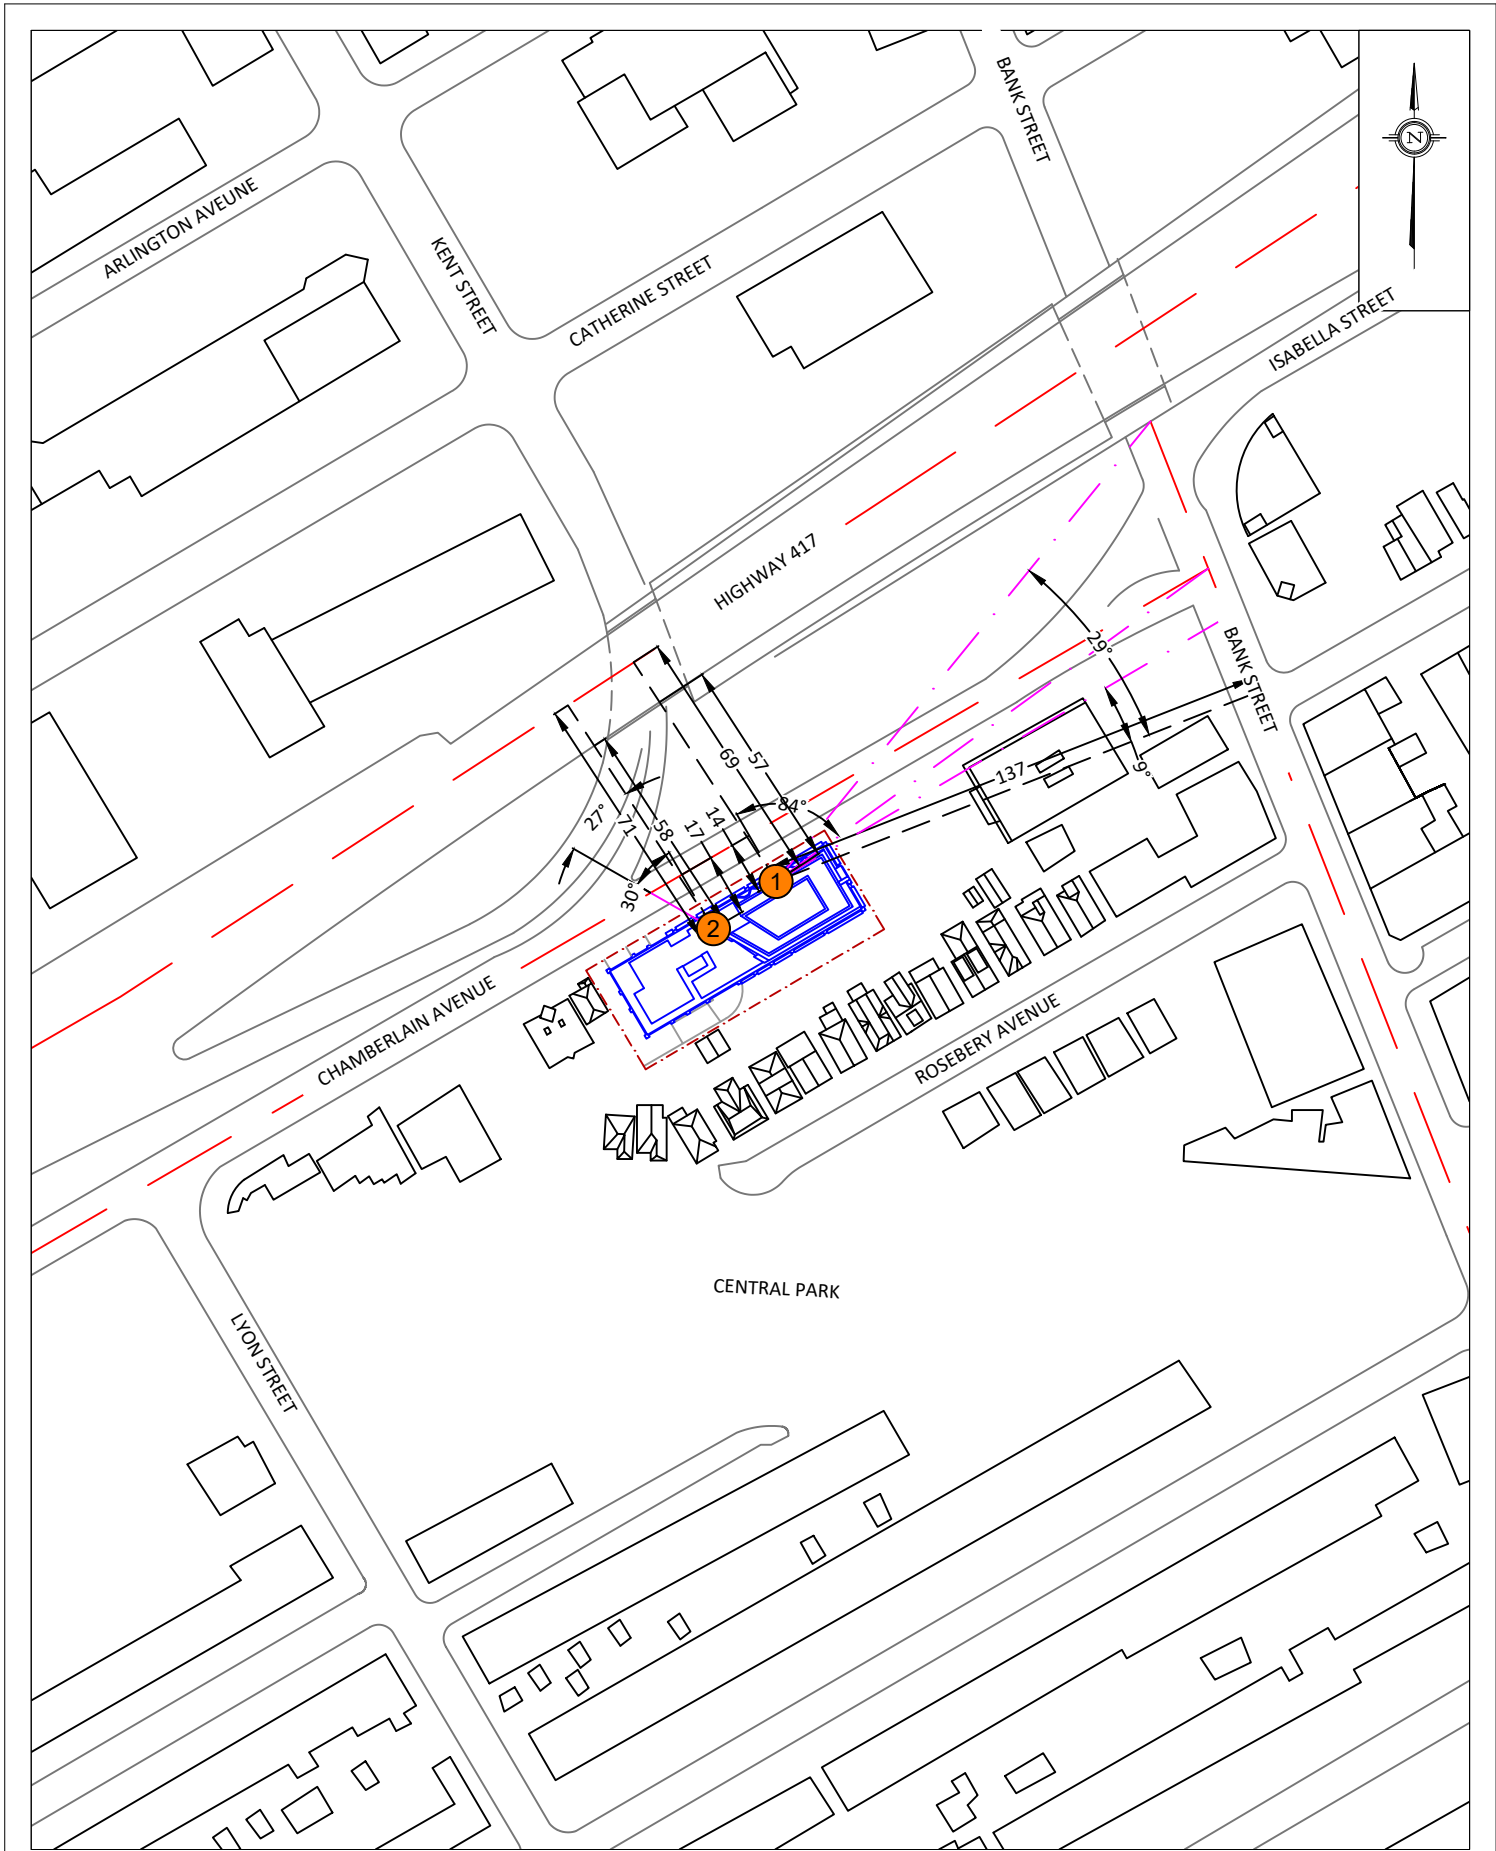 BANK STREET
N
ARLINGTON AVEUNE
KENT STREET
CATHERINE STREET
ISABELLA STREET
HIGHWAY 417
29°
BANK STREET
69
57
137
9°
84°
27°
71
58
17
14
30°
1
2
CHAMBERLAIN AVENUE
ROSEBERY AVENUE
CENTRAL PARK
LYON STREET